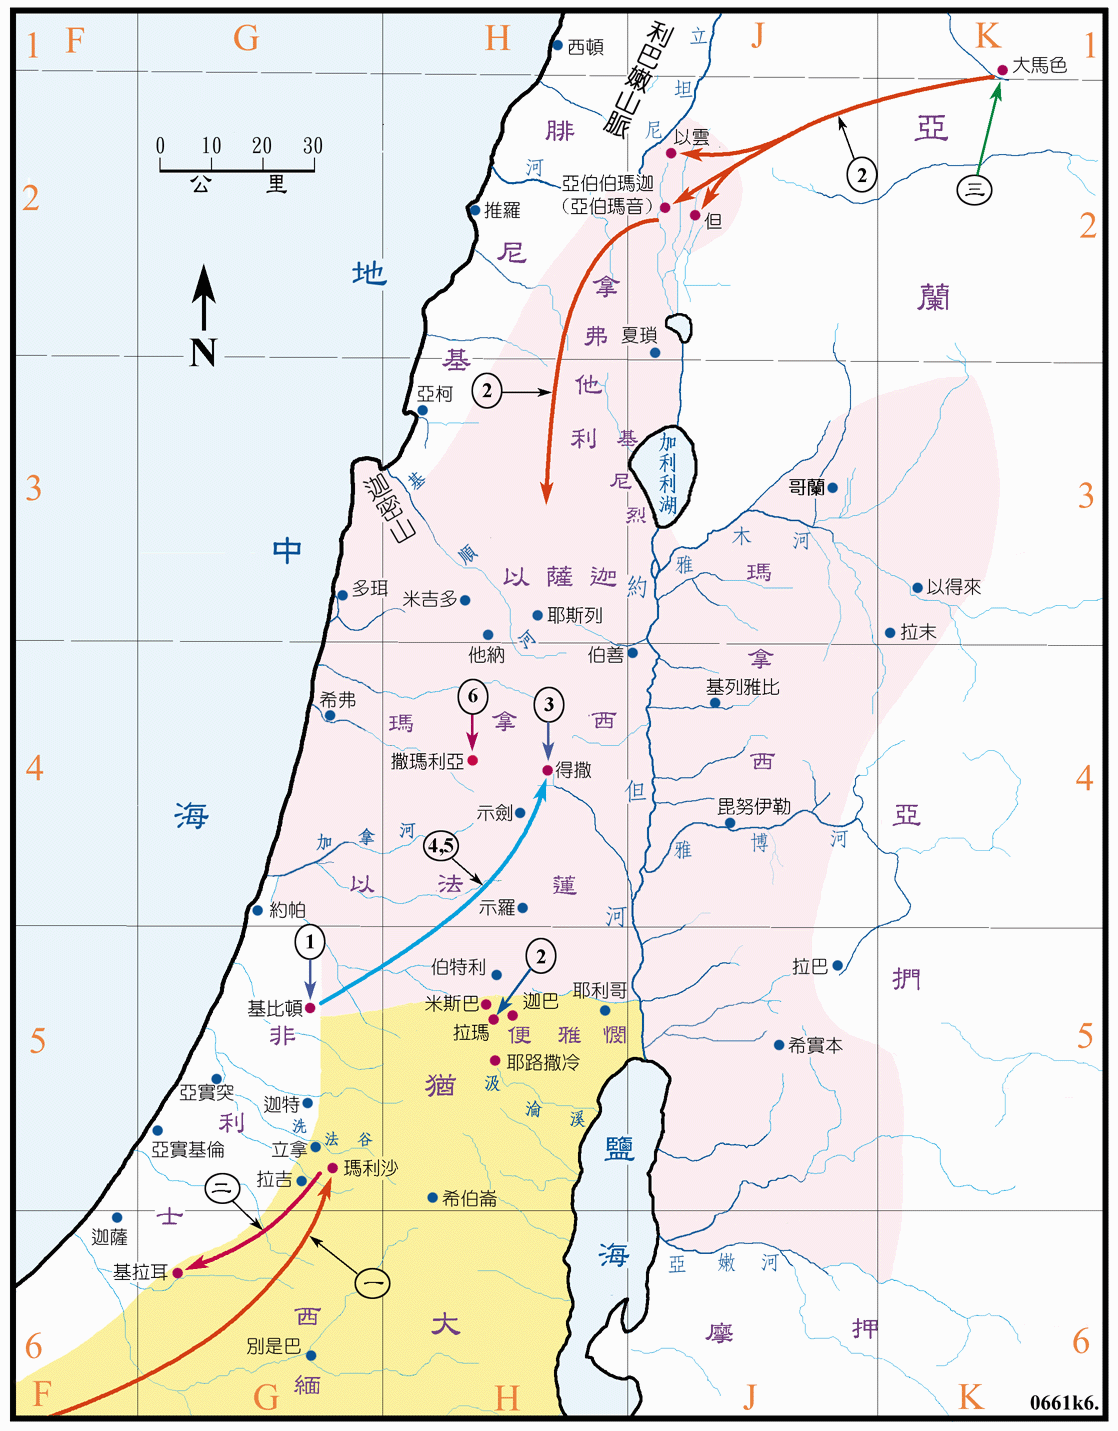 F
G
H
J
K
1
1
西頓
利巴嫩山脈
立坦尼河
大馬色
0 10 20 30
公里
腓尼基
以雲
亞伯伯瑪迦
（亞伯瑪音）
但
2
三
亞蘭
2
2
推羅
N
地中海
拿弗他利
夏瑣
2
亞柯
基尼烈
加利利湖
迦密山
基順河
3
3
哥蘭
雅木河
瑪拿西
以得來
拉末
以薩迦
約但河
多珥
米吉多
耶斯列
他納
伯善
基列雅比
希弗
6
3
瑪拿西
撒瑪利亞
得撒
4
4
示劍
毘努伊勒
雅博河
亞捫
加拿河
4,5
以法蓮
示羅
約帕
1
伯特利
2
拉巴
基比頓
米斯巴
迦巴
耶利哥
拉瑪
便雅憫
非利士
5
5
希實本
耶路撒冷
猶大
汲淪溪
亞實突
迦特
洗法谷
亞實基倫
立拿
瑪利沙
拉吉
二
希伯崙
鹽海
迦薩
基拉耳
一
亞嫩河
西緬
別是巴
摩押
6
6
F
G
H
J
K
0661k6.